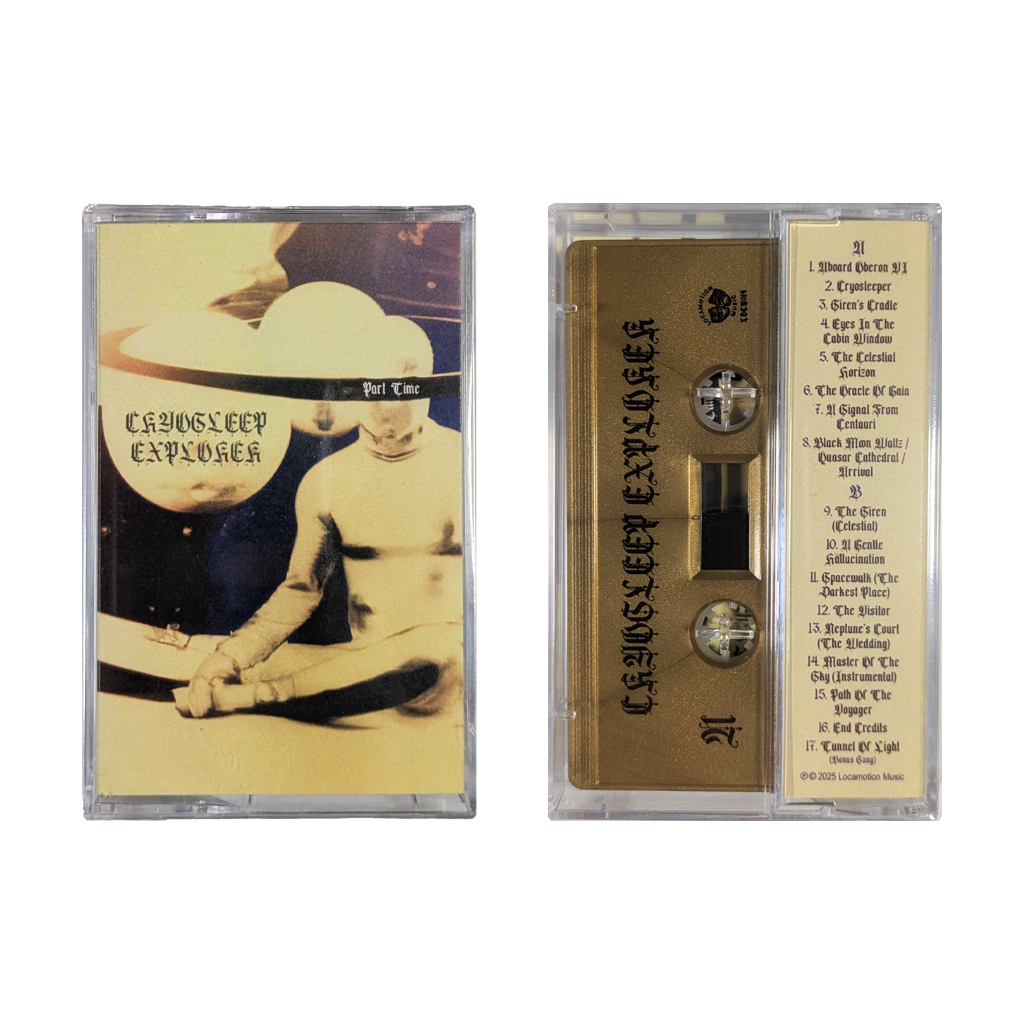 Part Time
CRYOSLEEP
EXPLORER
LOCAMOTION
MUSIC
CRYOSLEEP EXPLORER
A
A
1. Aboard Oberon VI
2. Cryosleeper
3. Siren's Cradle
4. Eyes In The
Cabin Window
5. The Celestial
Horizon
6. The Oracle Of Gaia
7. A Signal From
Centauri
8. Black Moon Waltz /
Quasar Cathedral /
Arrival
B
9. The Siren
(Celestial)
10. A Gentle
Hallucination
11. Spacewalk (The
Darkest Place)
12. The Visitor
13. Neptune's Court
(The Wedding)
14. Master Of The
Sky (Instrumental)
15. Path Of The
Voyager
16. End Credits
17. Tunnel Of Light
(Bonus Song)
℗© 2025 Locamotion Music